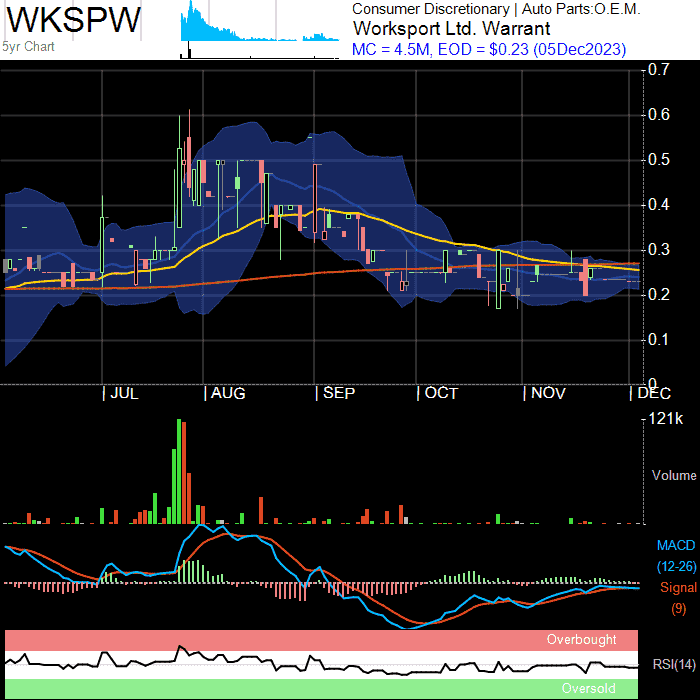 WKSPW
5yr Chart
Consumer Discretionary | Auto Parts:O.E.M.
Worksport Ltd. Warrant
MC = 4.5M, EOD = $0.23 (05Dec2023)
0.7
0.6
0.5
0.4
0.3
0.2
0.1
0
JUL AUG SEP OCT NOV DEC
121k
Volume
MACD
(12-26)
Signal
(9)
Overbought
RSI(14)
Oversold